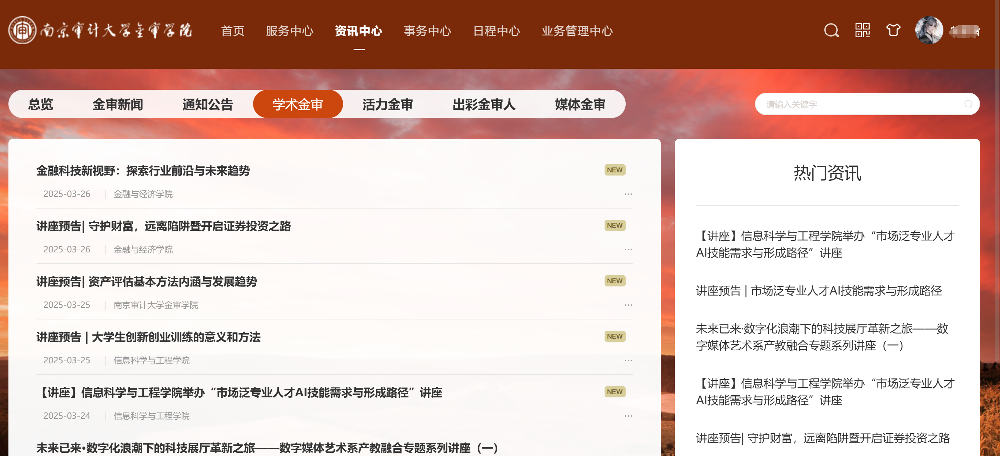 南京审计大学金审学院
首页 服务中心 资讯中心 事务中心 日程中心 业务管理中心
总览 金审新闻 通知公告 学术金审 活力金审 出彩金审人 媒体金审
请输入关键字
金融科技新视野：探索行业前沿与未来趋势 NEW
2025-03-26 | 金融与经济学院 ...
讲座预告| 守护财富，远离陷阱暨开启证券投资之路 NEW
2025-03-26 | 金融与经济学院 ...
讲座预告| 资产评估基本方法内涵与发展趋势 NEW
2025-03-25 | 南京审计大学金审学院 ...
讲座预告 | 大学生创新创业训练的意义和方法 NEW
2025-03-25 | 信息科学与工程学院 ...
【讲座】信息科学与工程学院举办“市场泛专业人才AI技能需求与形成路径”讲座 NEW
2025-03-24 | 信息科学与工程学院 ...
未来已来·数字化浪潮下的科技展厅革新之旅——数字媒体艺术系产教融合专题系列讲座（一）
热门资讯
【讲座】信息科学与工程学院举办“市场泛专业人才
AI技能需求与形成路径”讲座
讲座预告 | 市场泛专业人才AI技能需求与形成路径
未来已来·数字化浪潮下的科技展厅革新之旅——数
字媒体艺术系产教融合专题系列讲座（一）
【讲座】信息科学与工程学院举办“市场泛专业人才
AI技能需求与形成路径”讲座
讲座预告| 守护财富，远离陷阱暨开启证券投资之路